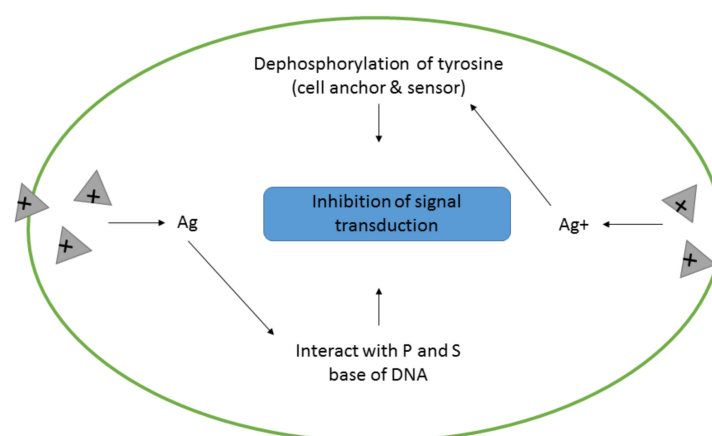 Dephosphorylation of tyrosine
(cell anchor & sensor)
+
+
+
Ag
Inhibition of signal
transduction
Ag+
+
+
Interact with P and S
base of DNA